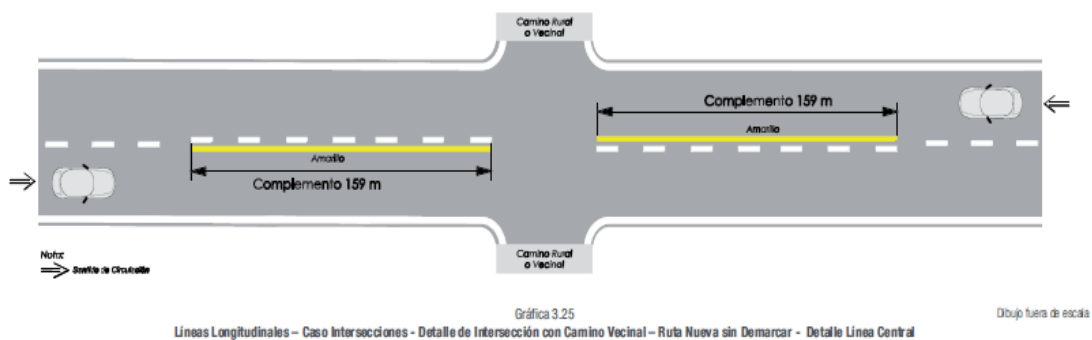 Camino Rural
o Vecinal
Complemento 159 m
Amarillo
Amarillo
Complemento 159 m
Nota:
Sentido de Circulación
Camino Rural
o Vecinal
Gráfica 3.25
Dibujo fuera de escala
Líneas Longitudinales – Caso Intersecciones - Detalle de Intersección con Camino Vecinal – Ruta Nueva sin Demarcar - Detalle Línea Central